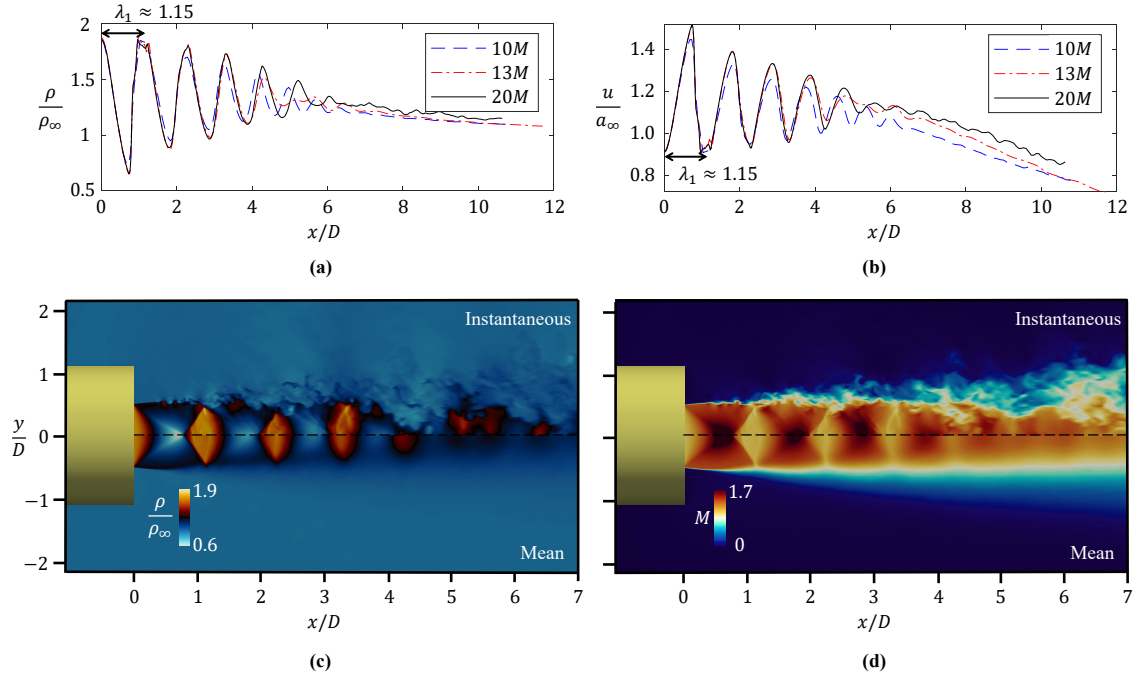 λ₁ ≈ 1.15
2
1.5
1
0.5
ρ
ρ∞
0 2 4 6 8 10 12
x/D
10M
13M
20M
(a)
1.4
1.2
1.0
0.8
u
a∞
λ₁ ≈ 1.15
0 2 4 6 8 10 12
x/D
10M
13M
20M
(b)
2
1
0
−1
−2
y
D
Instantaneous
ρ
ρ∞
1.9
0.6
Mean
0 1 2 3 4 5 6 7
x/D
(c)
Instantaneous
M
1.7
0
Mean
0 1 2 3 4 5 6 7
x/D
(d)